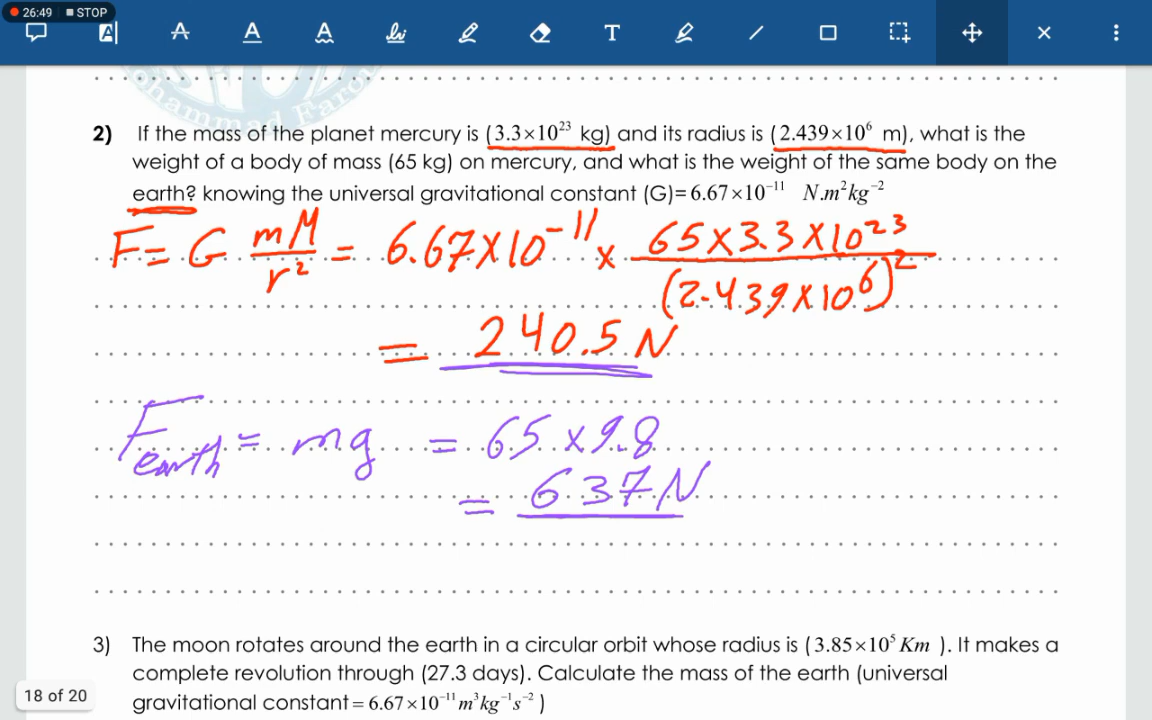 26:49 STOP
A T
ohammad Faro
2) If the mass of the planet mercury is (3.3×10²³ kg) and its radius is (2.439×10⁶ m), what is the
weight of a body of mass (65 kg) on mercury, and what is the weight of the same body on the
earth? knowing the universal gravitational constant (G)= 6.67×10⁻¹¹ N.m²kg⁻²
F = G mM/r² = 6.67×10⁻¹¹ × 65×3.3×10²³/(2.439×10⁶)²
= 240.5 N
F earth = mg = 65 × 9.8
= 637 N
3) The moon rotates around the earth in a circular orbit whose radius is (3.85×10⁵ Km ). It makes a
complete revolution through (27.3 days). Calculate the mass of the earth (universal
gravitational constant = 6.67×10⁻¹¹ m³kg⁻¹s⁻² )
18 of 20